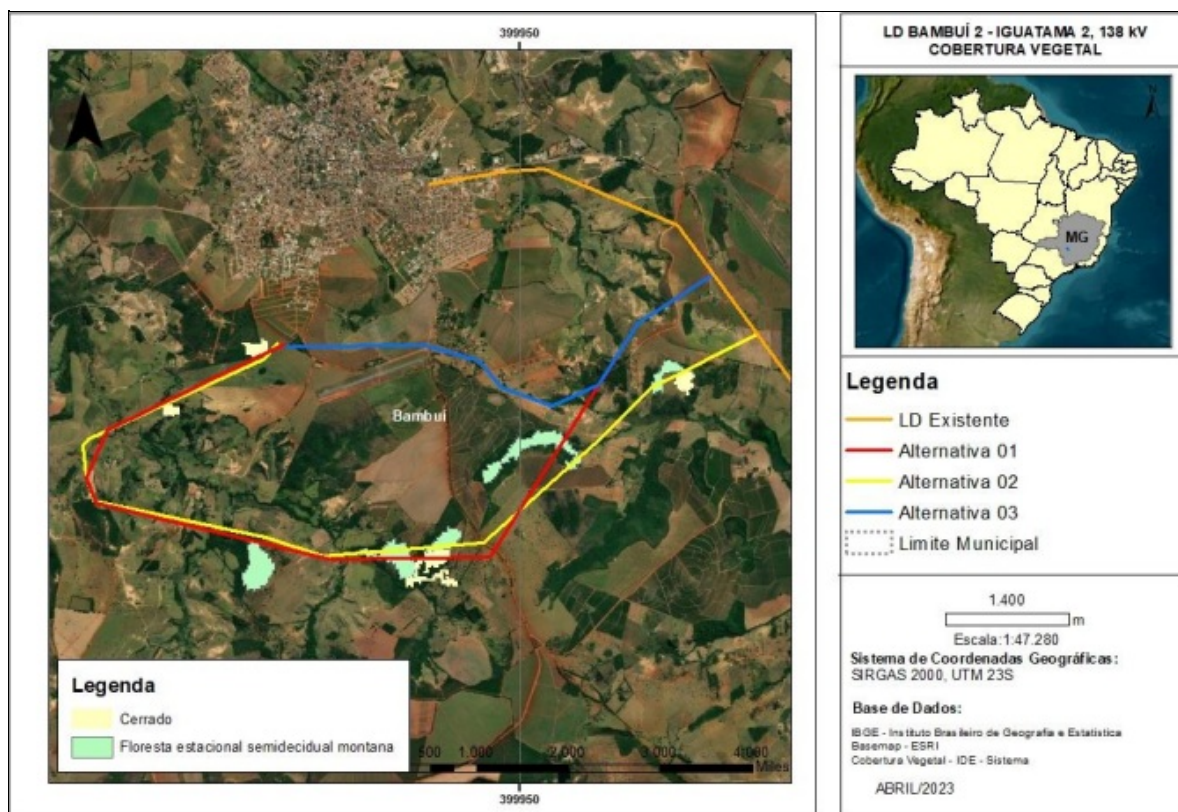 399950
N
Bambuí
Legenda
Cerrado
Floresta estacional semidecidual montana
500 1.000 2.000 3.000 4.000
Miles
399950
LD BAMBUÍ 2 - IGUATAMA 2, 138 kV
COBERTURA VEGETAL
N
MG
Legenda
LD Existente
Alternativa 01
Alternativa 02
Alternativa 03
Limite Municipal
1.400
m
Escala:1:47.280
Sistema de Coordenadas Geográficas:
SIRGAS 2000, UTM 23S
Base de Dados:
IBGE - Instituto Brasileiro de Geografia e Estatistica
Basemap - ESRI
Cobertura Vegetal - IDE - Sistema
ABRIL/2023